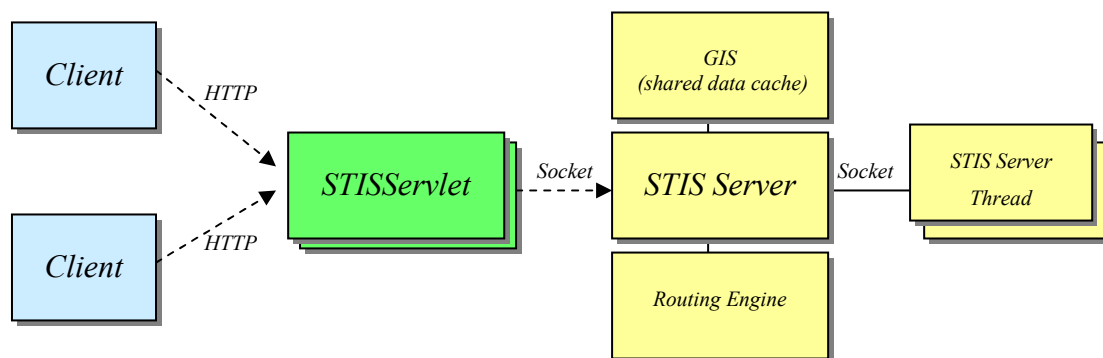 Client
HTTP
Client
HTTP
STISServlet
Socket
GIS
(shared data cache)
STIS Server
Routing Engine
Socket
STIS Server
Thread